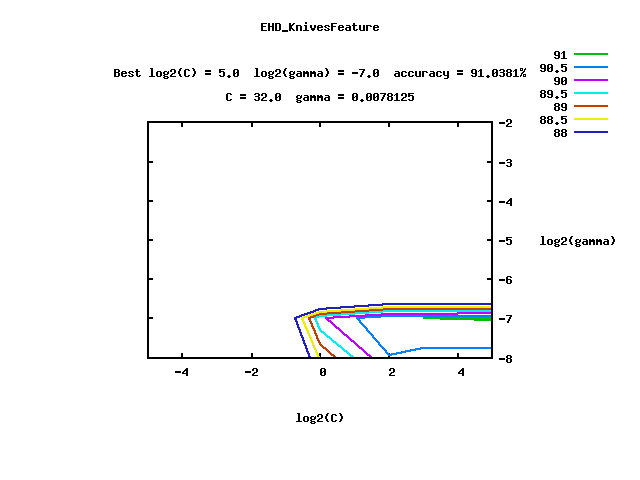 EHD_KnivesFeature
Best log2(C) = 5.0  log2(gamma) = -7.0  accuracy = 91.0381%
C = 32.0  gamma = 0.0078125
91
90.5
90
89.5
89
88.5
88
-2
-3
-4
-5
-6
-7
-8
log2(gamma)
-4 -2 0 2 4
log2(C)